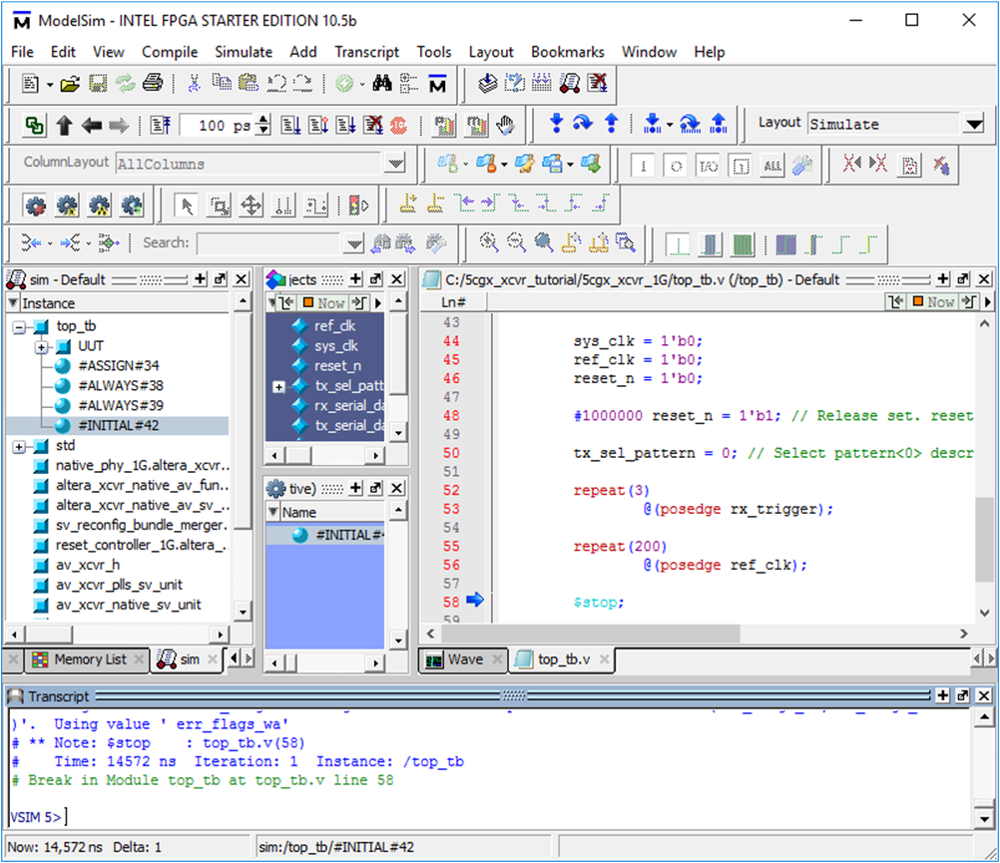 ModelSim - INTEL FPGA STARTER EDITION 10.5b
File Edit View Compile Simulate Add Transcript Tools Layout Bookmarks Window Help
100 ps
Layout Simulate
ColumnLayout AllColumns
I O I/O ALL
Search:
sim - Default
Instance
top_tb
UUT
#ASSIGN#34
#ALWAYS#38
#ALWAYS#39
#INITIAL#42
std
native_phy_1G.altera_xcvr..
altera_xcvr_native_av_fun..
altera_xcvr_native_av_sv_..
sv_reconfig_bundle_merger..
reset_controller_1G.altera_..
av_xcvr_h
av_xcvr_plls_sv_unit
av_xcvr_native_sv_unit
Memory List
sim
jects
Now
ref_clk
sys_clk
reset_n
tx_sel_patt
rx_serial_da
tx_serial_da
tive)
Name
#INITIAL#4
C:/5cgx_xcvr_tutorial/5cgx_xcvr_1G/top_tb.v (/top_tb) - Default
Ln#
Now
43
44 sys_clk = 1'b0;
45 ref_clk = 1'b0;
46 reset_n = 1'b0;
47
48 #1000000 reset_n = 1'b1; // Release set. reset
49
50 tx_sel_pattern = 0; // Select pattern<0> descr
51
52 repeat(3)
53 @(posedge rx_trigger);
54
55 repeat(200)
56 @(posedge ref_clk);
57
58 $stop;
59
Wave
top_tb.v
Transcript
)'. Using value ' err_flags_wa'
# ** Note: $stop : top_tb.v(58)
# Time: 14572 ns Iteration: 1 Instance: /top_tb
# Break in Module top_tb at top_tb.v line 58
VSIM 5>
Now: 14,572 ns Delta: 1
sim:/top_tb/#INITIAL#42